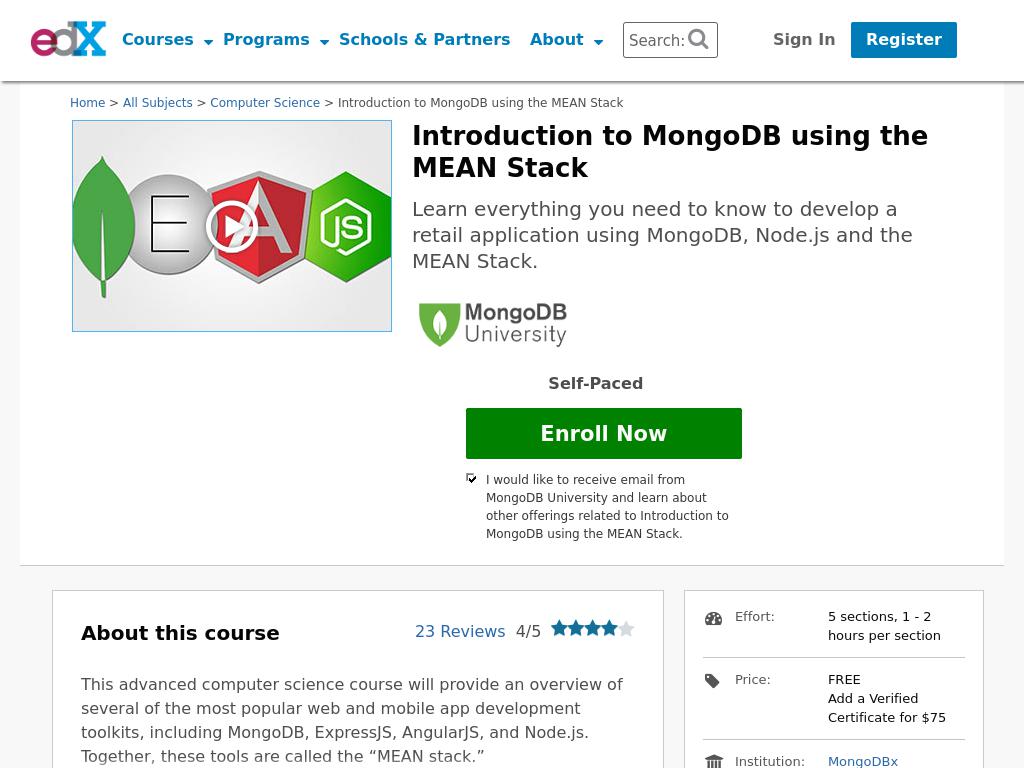 edX Courses Programs Schools & Partners About Search: Sign In Register
Home > All Subjects > Computer Science > Introduction to MongoDB using the MEAN Stack
E A JS
Introduction to MongoDB using the
MEAN Stack
Learn everything you need to know to develop a
retail application using MongoDB, Node.js and the
MEAN Stack.
MongoDB
University
Self-Paced
Enroll Now
I would like to receive email from
MongoDB University and learn about
other offerings related to Introduction to
MongoDB using the MEAN Stack.
About this course
23 Reviews 4/5
This advanced computer science course will provide an overview of
several of the most popular web and mobile app development
toolkits, including MongoDB, ExpressJS, AngularJS, and Node.js.
Together, these tools are called the “MEAN stack.”
Effort: 5 sections, 1 - 2
hours per section
Price: FREE
Add a Verified
Certificate for $75
Institution: MongoDBx